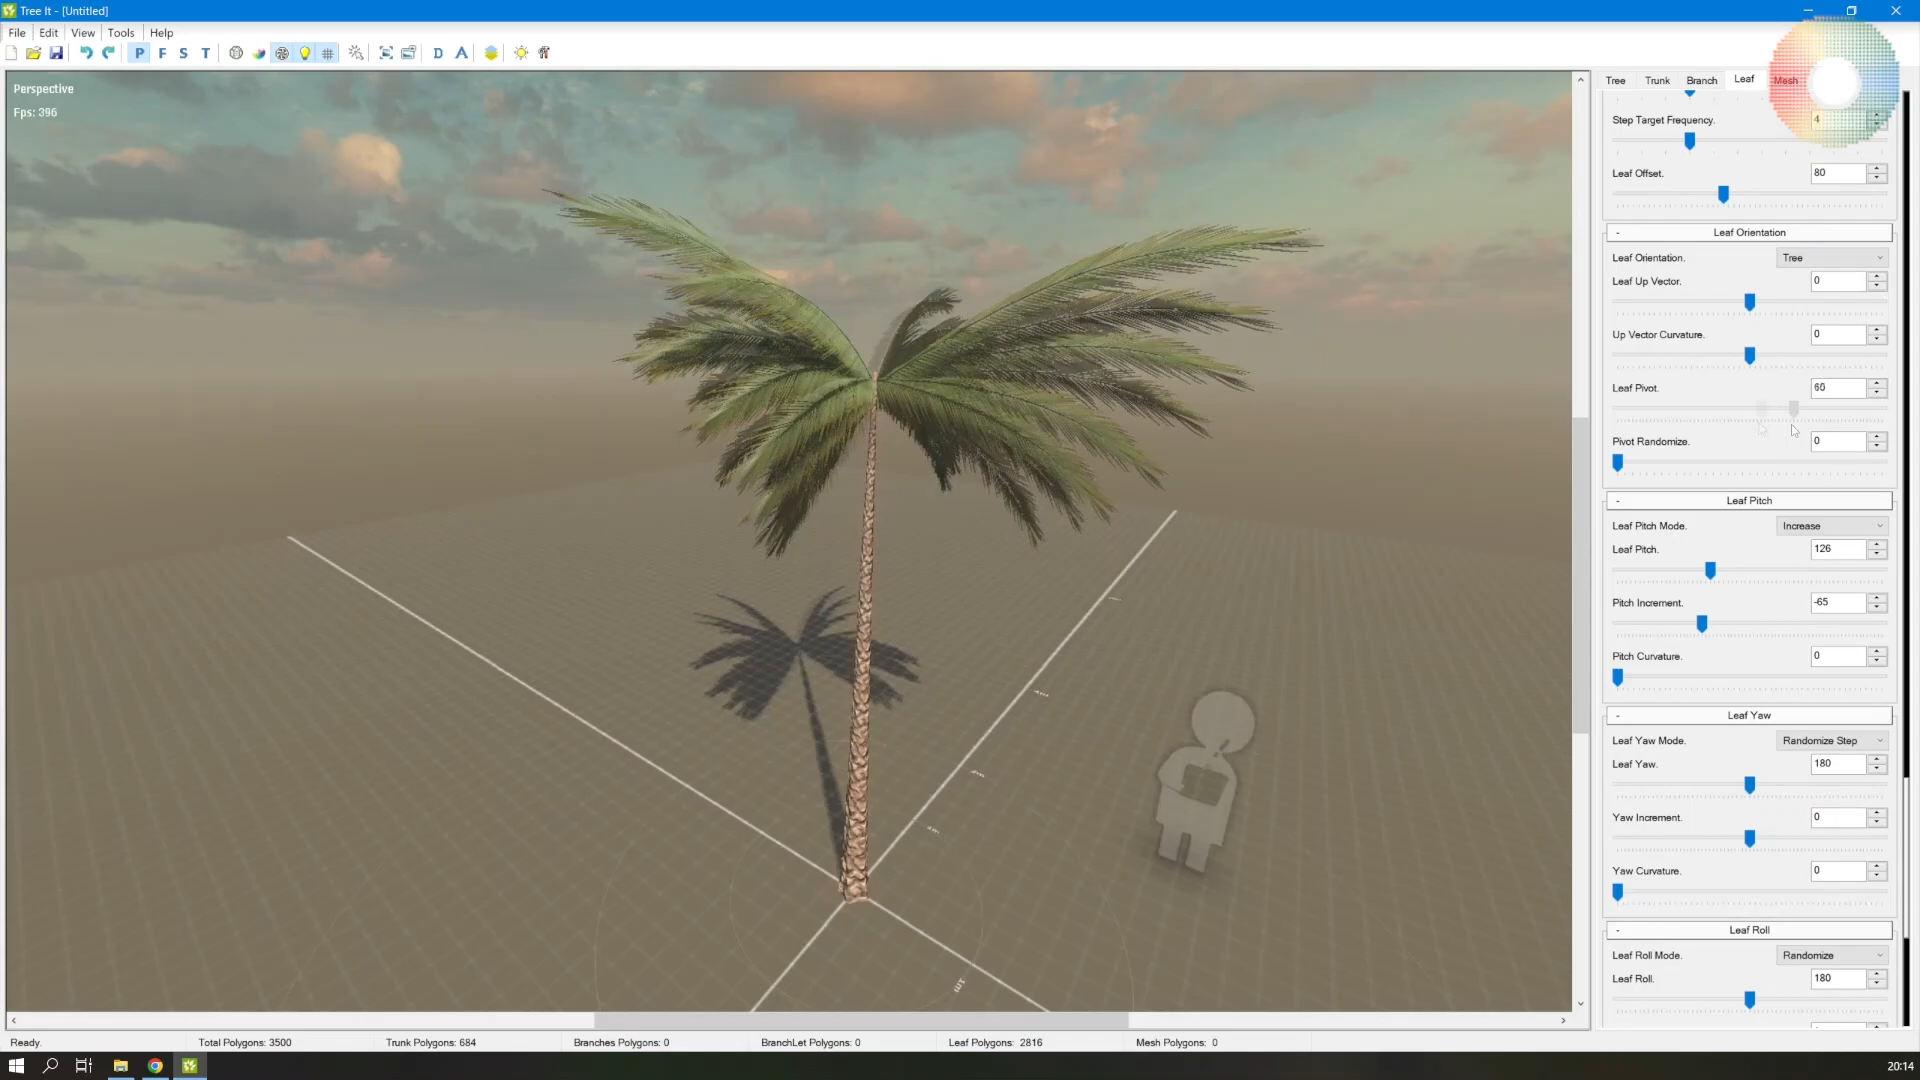 Tree It - [Untitled]
File Edit View Tools Help
P F S T D A
Perspective
Fps: 396
Tree Trunk Branch Leaf Mesh
Step Target Frequency. 4
Leaf Offset. 80
- Leaf Orientation
Leaf Orientation. Tree
Leaf Up Vector. 0
Up Vector Curvature. 0
Leaf Pivot.
Pivot Randomize. 0
- Leaf Pitch
Leaf Pitch Mode. Increase
Leaf Pitch. 126
Pitch Increment. -65
Pitch Curvature. 0
- Leaf Yaw
Leaf Yaw Mode. Randomize Step
Leaf Yaw. 180
Yaw Increment. 0
Yaw Curvature. 0
- Leaf Roll
Leaf Roll Mode. Randomize
Leaf Roll. 180
Ready. Total Polygons: 3500 Trunk Polygons: 684 Branches Polygons: 0 BranchLet Polygons: 0 Leaf Polygons: 2816 Mesh Polygons: 0
20:14